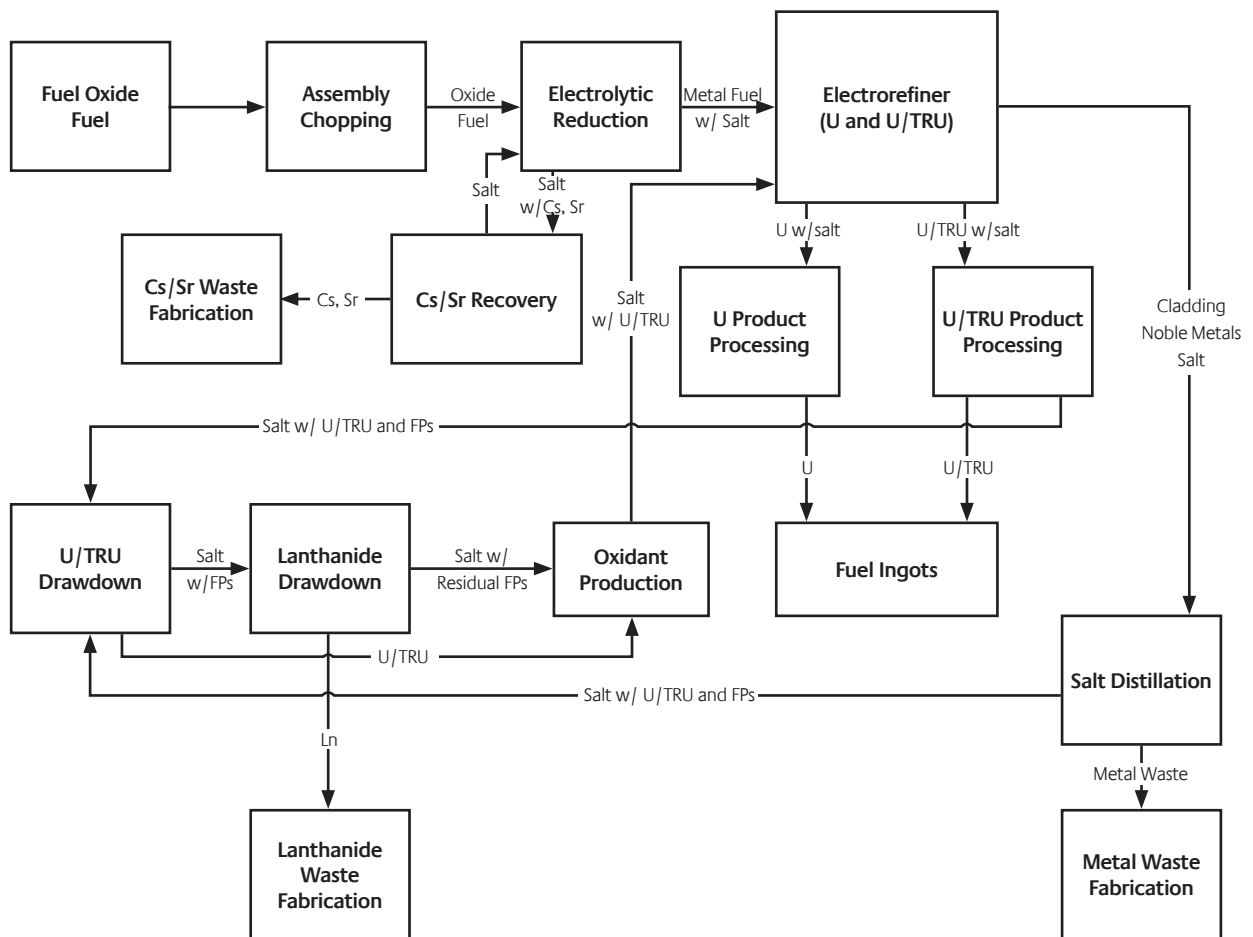 Fuel Oxide
Fuel
Assembly
Chopping
Oxide
Fuel
Electrolytic
Reduction
Metal Fuel
w/ Salt
Electrorefiner
(U and U/TRU)
Salt
Salt
w/Cs, Sr
U w/salt
U/TRU w/salt
Cs/Sr Waste
Fabrication
Cs, Sr
Cs/Sr Recovery
Salt
w/ U/TRU
U Product
Processing
U/TRU Product
Processing
Cladding
Noble Metals
Salt
Salt w/ U/TRU and FPs
U
U/TRU
U/TRU
Drawdown
Salt
w/FPs
Lanthanide
Drawdown
Salt w/
Residual FPs
Oxidant
Production
Fuel Ingots
U/TRU
Salt w/ U/TRU and FPs
Salt Distillation
Ln
Metal Waste
Lanthanide
Waste
Fabrication
Metal Waste
Fabrication